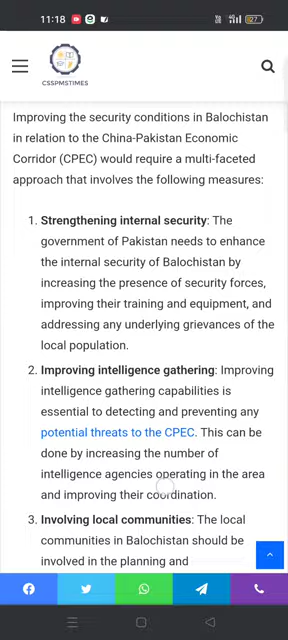 11:18
27
CSSPMSTIMES
Improving the security conditions in Balochistan
in relation to the China-Pakistan Economic
Corridor (CPEC) would require a multi-faceted
approach that involves the following measures:
1. Strengthening internal security: The
government of Pakistan needs to enhance
the internal security of Balochistan by
increasing the presence of security forces,
improving their training and equipment, and
addressing any underlying grievances of the
local population.
2. Improving intelligence gathering: Improving
intelligence gathering capabilities is
essential to detecting and preventing any
potential threats to the CPEC. This can be
done by increasing the number of
intelligence agencies operating in the area
and improving their coordination.
3. Involving local communities: The local
communities in Balochistan should be
involved in the planning and